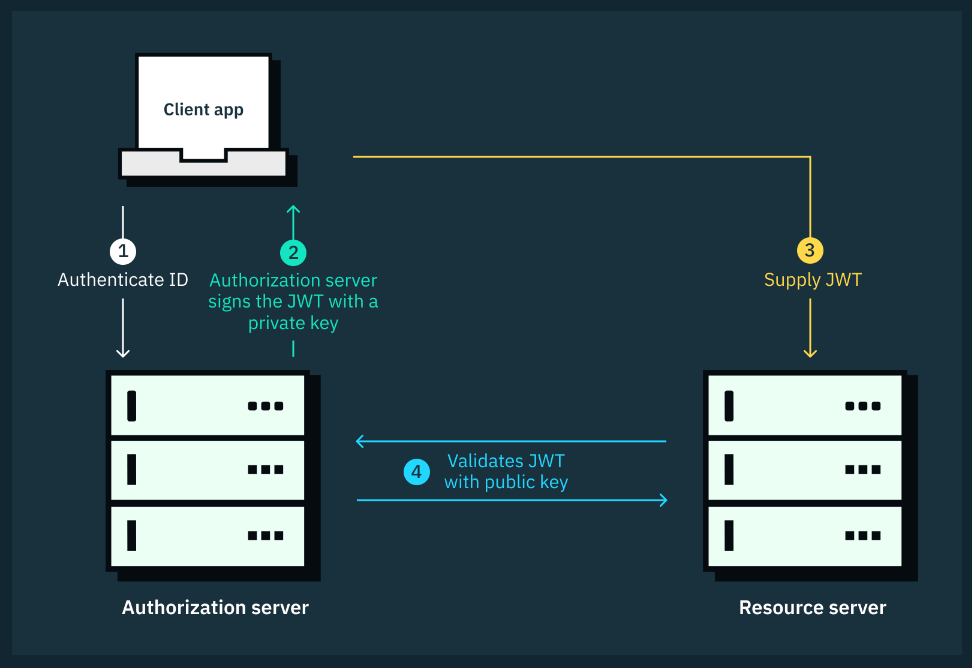 Client app
1
Authenticate ID
2
Authorization server
signs the JWT with a
private key
3
Supply JWT
4
Validates JWT
with public key
Authorization server
Resource server